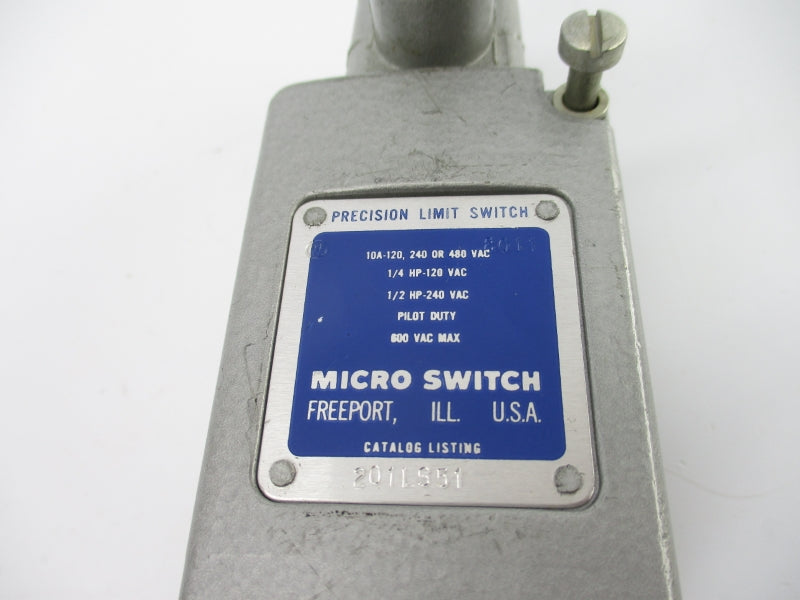 PRECISION LIMIT SWITCH
10A-120, 240 OR 480 VAC
1/4 HP-120 VAC
1/2 HP-240 VAC
PILOT DUTY
600 VAC MAX
MICRO SWITCH
FREEPORT, ILL. U.S.A.
CATALOG LISTING
201LS51